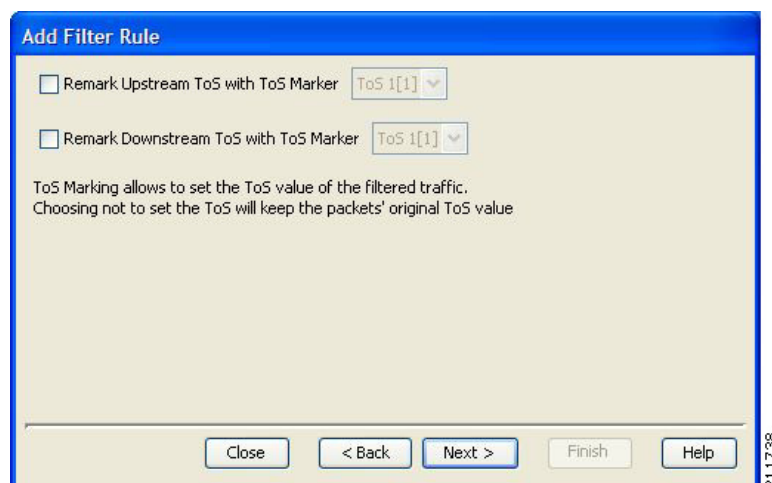 Add Filter Rule
Remark Upstream ToS with ToS Marker ToS 1[1]
Remark Downstream ToS with ToS Marker ToS 1[1]
ToS Marking allows to set the ToS value of the filtered traffic.
Choosing not to set the ToS will keep the packets' original ToS value
Close < Back Next > Finish Help
211738